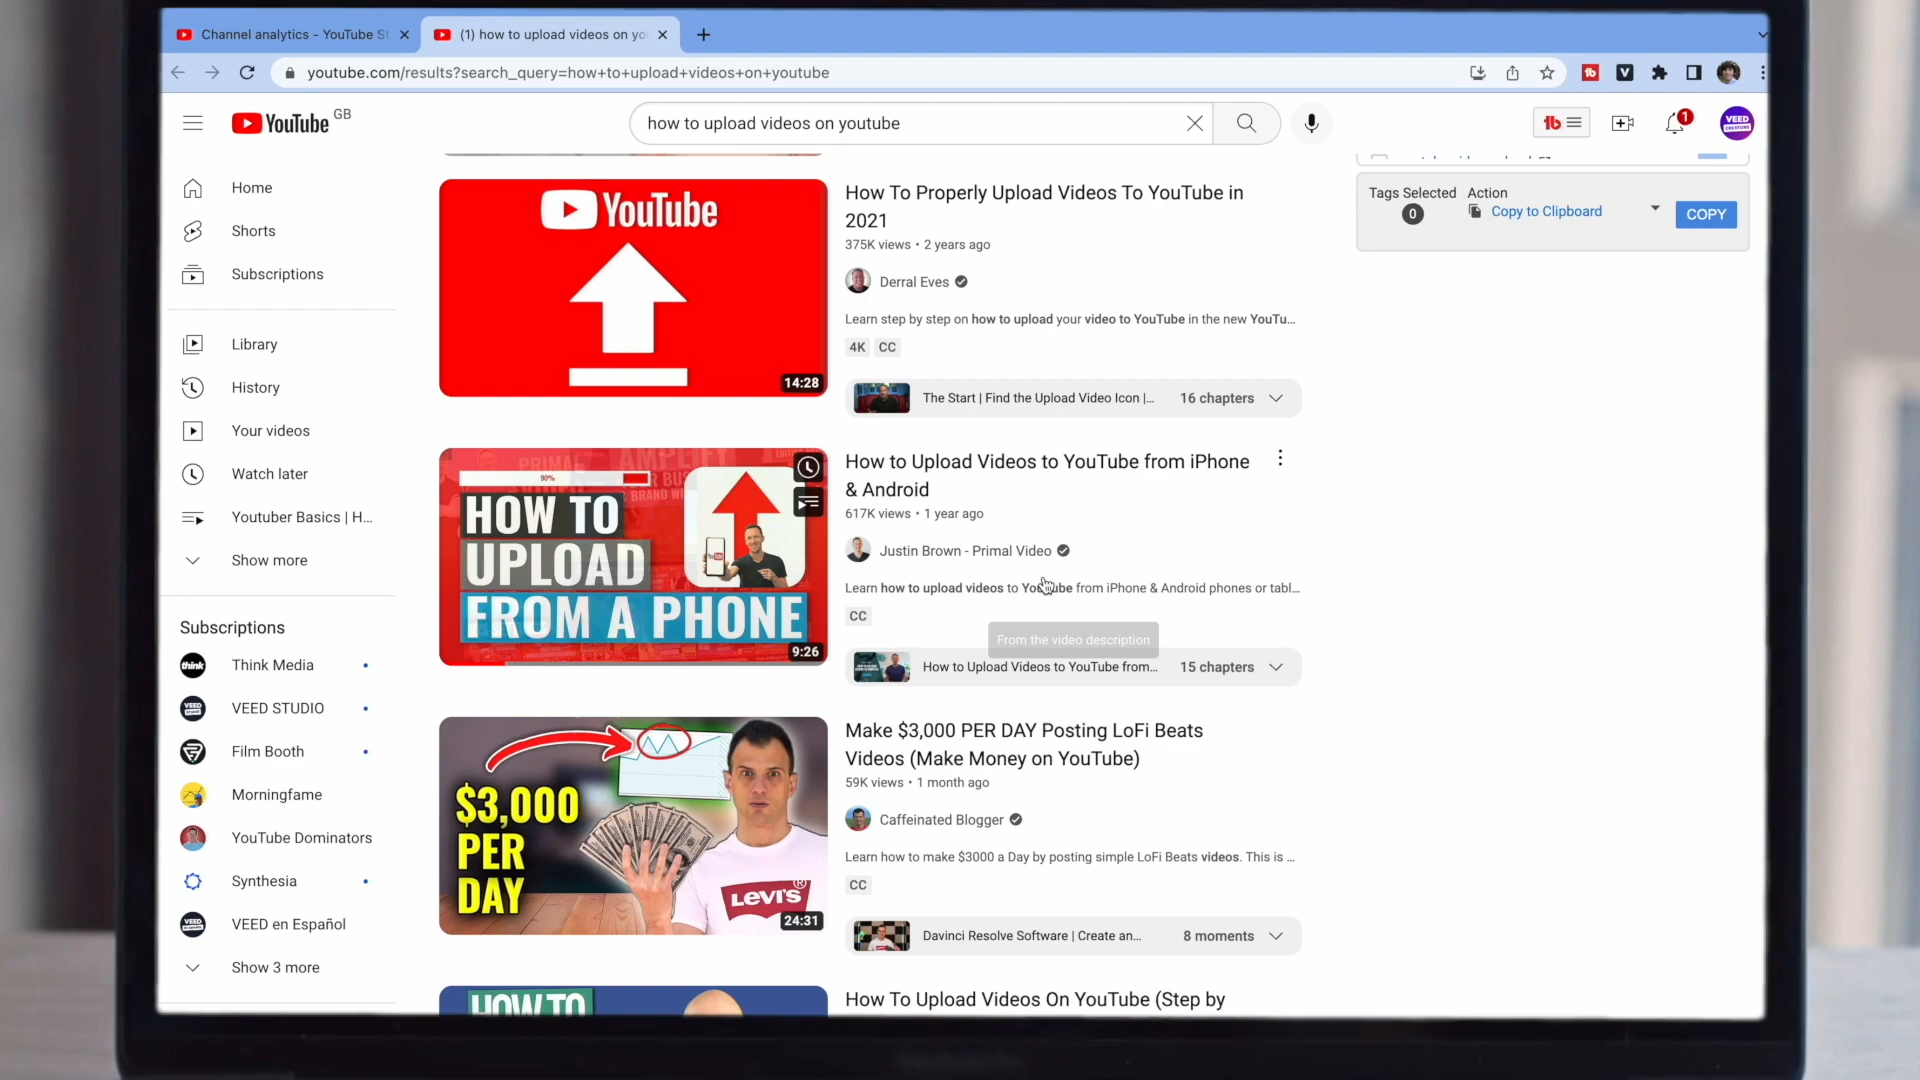 Channel analytics - YouTube St
(1) how to upload videos on yo
youtube.com/results?search_query=how+to+upload+videos+on+youtube
YouTube GB
how to upload videos on youtube
1
VEED
CREATORS
Home
Shorts
Subscriptions
Library
History
Your videos
Watch later
Youtuber Basics | H...
Show more
Subscriptions
think
Think Media
VEED STUDIO
Film Booth
Morningfame
YouTube Dominators
Synthesia
VEED en Español
Show 3 more
YouTube
14:28
How To Properly Upload Videos To YouTube in
2021
375K views • 2 years ago
Derral Eves
Learn step by step on how to upload your video to YouTube in the new YouTu...
4K CC
The Start | Find the Upload Video Icon |...
16 chapters
90%
HOW TO
UPLOAD
FROM A PHONE
9:26
How to Upload Videos to YouTube from iPhone
& Android
617K views • 1 year ago
Justin Brown - Primal Video
Learn how to upload videos to YouTube from iPhone & Android phones or tabl...
CC
From the video description
How to Upload Videos to YouTube from...
15 chapters
$3,000
PER
DAY
LEVI'S
24:31
Make $3,000 PER DAY Posting LoFi Beats
Videos (Make Money on YouTube)
59K views • 1 month ago
Caffeinated Blogger
Learn how to make $3000 a Day by posting simple LoFi Beats videos. This is ...
CC
Davinci Resolve Software | Create an...
8 moments
HOW TO
How To Upload Videos On YouTube (Step by
Tags Selected
0
Action
Copy to Clipboard
COPY